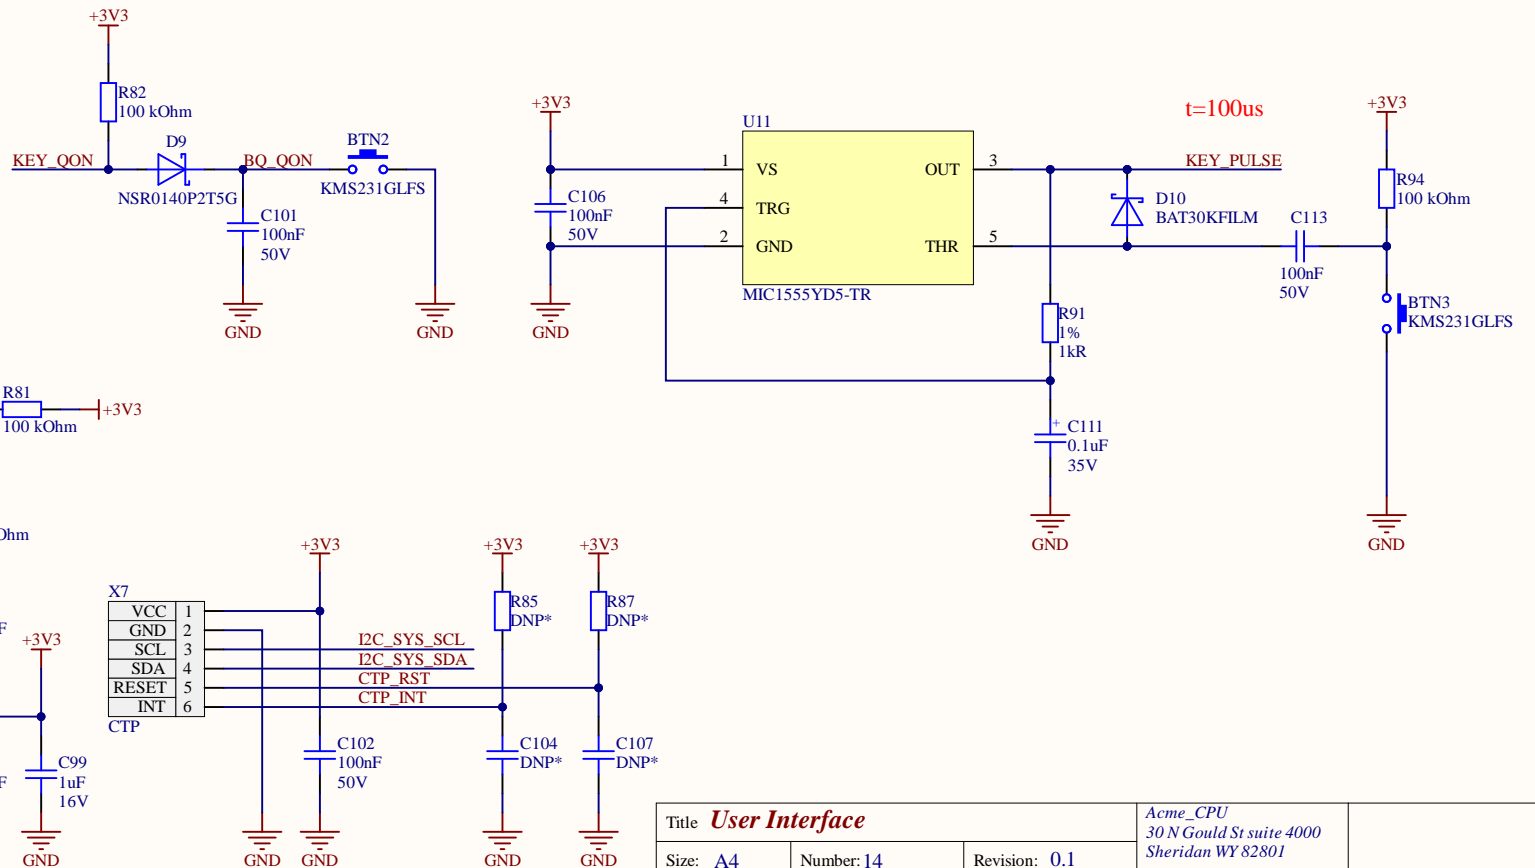 +3V3
R82
100 kOhm
KEY_QON
D9
NSR0140P2T5G
BQ_QON
BTN2
KMS231GLFS
C101
100nF
50V
GND
GND
+3V3
C106
100nF
50V
GND
U11
1
VS
4
TRG
2
GND
OUT
3
THR
5
MIC1555YD5-TR
t=100us
KEY_PULSE
D10
BAT30KFILM
C113
100nF
50V
+3V3
R94
100 kOhm
BTN3
KMS231GLFS
GND
R91
1%
1kR
+
C111
0.1uF
35V
GND
R81
100 kOhm
+3V3
Ohm
F
+3V3
F
C99
1uF
16V
GND
X7
VCC 1
GND 2
SCL 3
SDA 4
RESET 5
INT 6
CTP
+3V3
I2C_SYS_SCL
I2C_SYS_SDA
CTP_RST
CTP_INT
C102
100nF
50V
GND
GND
+3V3
R85
DNP*
C104
DNP*
GND
+3V3
R87
DNP*
C107
DNP*
GND
Title User Interface
Size: A4
Number: 14
Revision: 0.1
Acme_CPU
30 N Gould St suite 4000
Sheridan WY 82801